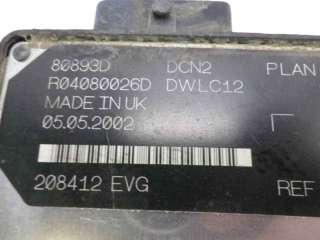 80893D DCN2 PLAN
R04080026D DWLC12
MADE IN UK
05.05.2002
208412 EVG REF